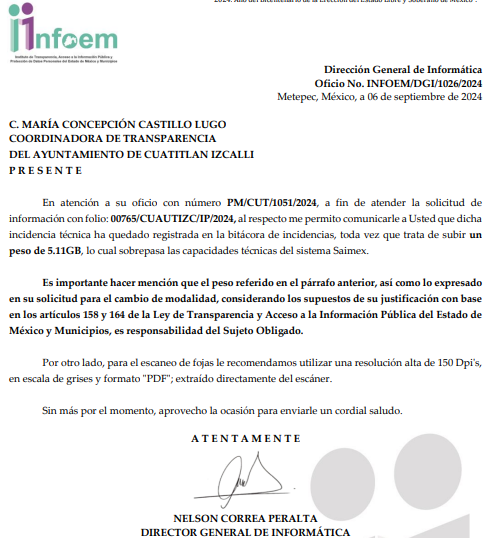 "2024. Año del Bicentenario de la Erección del Estado Libre y Soberano de México".
infoem
Instituto de Transparencia, Acceso a la Información Pública y
Protección de Datos Personales del Estado de México y Municipios
Dirección General de Informática
Oficio No. INFOEM/DGI/1026/2024
Metepec, México, a 06 de septiembre de 2024
C. MARÍA CONCEPCIÓN CASTILLO LUGO
COORDINADORA DE TRANSPARENCIA
DEL AYUNTAMIENTO DE CUATITLAN IZCALLI
P R E S E N T E
En atención a su oficio con número PM/CUT/1051/2024, a fin de atender la solicitud de
información con folio: 00765/CUAUTIZC/IP/2024, al respecto me permito comunicarle a Usted que dicha
incidencia técnica ha quedado registrada en la bitácora de incidencias, toda vez que trata de subir un
peso de 5.11GB, lo cual sobrepasa las capacidades técnicas del sistema Saimex.
Es importante hacer mención que el peso referido en el párrafo anterior, así como lo expresado
en su solicitud para el cambio de modalidad, considerando los supuestos de su justificación con base
en los artículos 158 y 164 de la Ley de Transparencia y Acceso a la Información Pública del Estado de
México y Municipios, es responsabilidad del Sujeto Obligado.
Por otro lado, para el escaneo de fojas le recomendamos utilizar una resolución alta de 150 Dpi's,
en escala de grises y formato "PDF"; extraído directamente del escáner.
Sin más por el momento, aprovecho la ocasión para enviarle un cordial saludo.
A T E N T A M E N T E
NELSON CORREA PERALTA
DIRECTOR GENERAL DE INFORMÁTICA